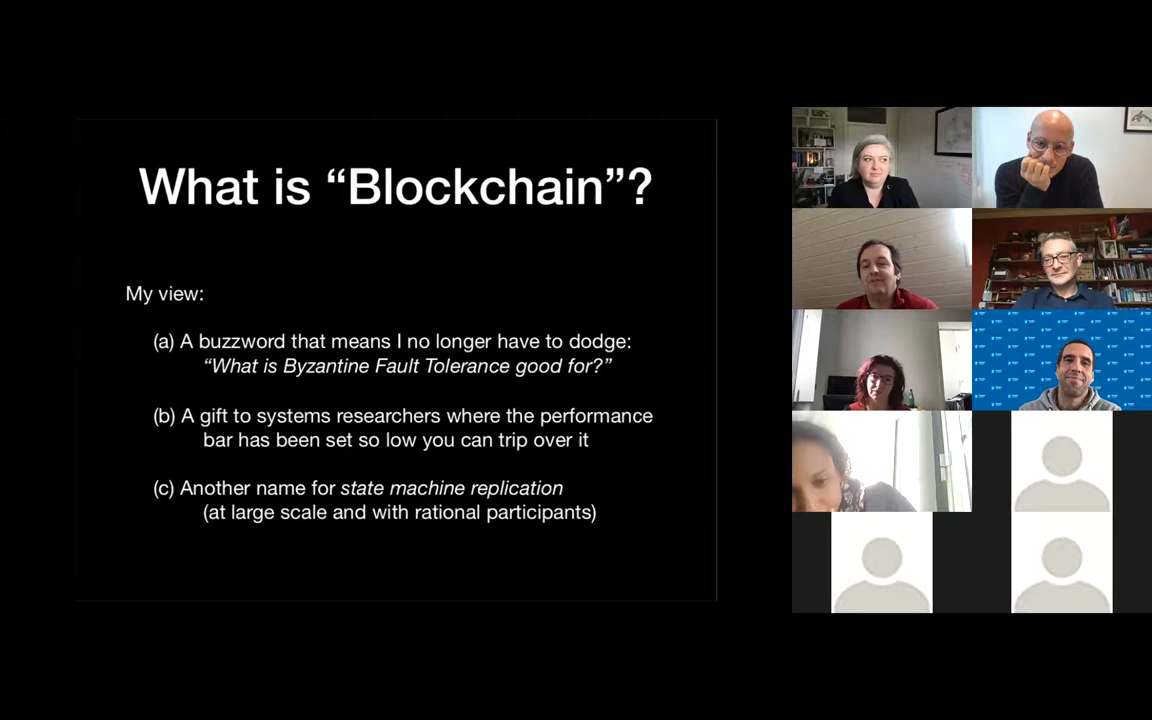 What is “Blockchain”?
My view:
(a) A buzzword that means I no longer have to dodge:
“What is Byzantine Fault Tolerance good for?”
(b) A gift to systems researchers where the performance
bar has been set so low you can trip over it
(c) Another name for state machine replication
(at large scale and with rational participants)